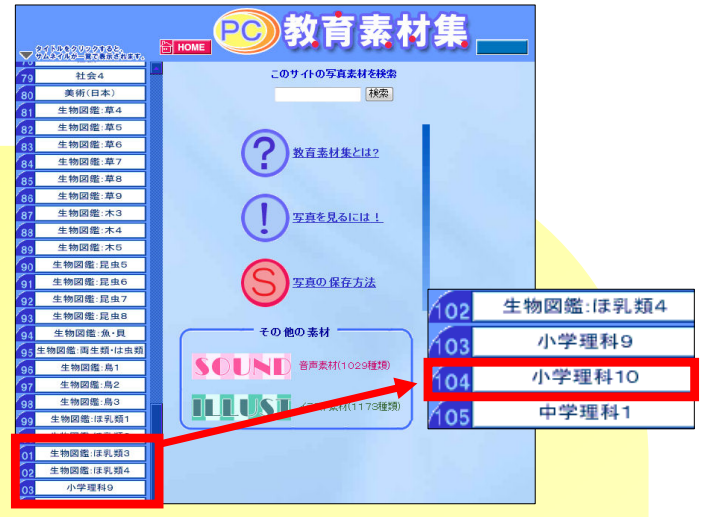 タイトルをクリックすると、
サムネイルが一覧で表示されます。
HOME
PC 教育素材集
79 社会4
80 美術(日本)
81 生物図鑑:草4
82 生物図鑑:草5
83 生物図鑑:草6
84 生物図鑑:草7
85 生物図鑑:草8
86 生物図鑑:草9
87 生物図鑑:木3
88 生物図鑑:木4
89 生物図鑑:木5
90 生物図鑑:昆虫5
91 生物図鑑:昆虫6
92 生物図鑑:昆虫7
93 生物図鑑:昆虫8
94 生物図鑑:魚・貝
95 生物図鑑:両生類・は虫類
96 生物図鑑:鳥1
97 生物図鑑:鳥2
98 生物図鑑:鳥3
99 生物図鑑:ほ乳類1
01 生物図鑑:ほ乳類3
02 生物図鑑:ほ乳類4
03 小学理科9
このサイトの写真素材を検索
検索
? 教育素材集とは?
! 写真を見るには!
S 写真の保存方法
その他の素材
SOUND 音声素材(1029種類)
ILLUST 素材(1173種類)
102 生物図鑑:ほ乳類4
103 小学理科9
104 小学理科10
105 中学理科1